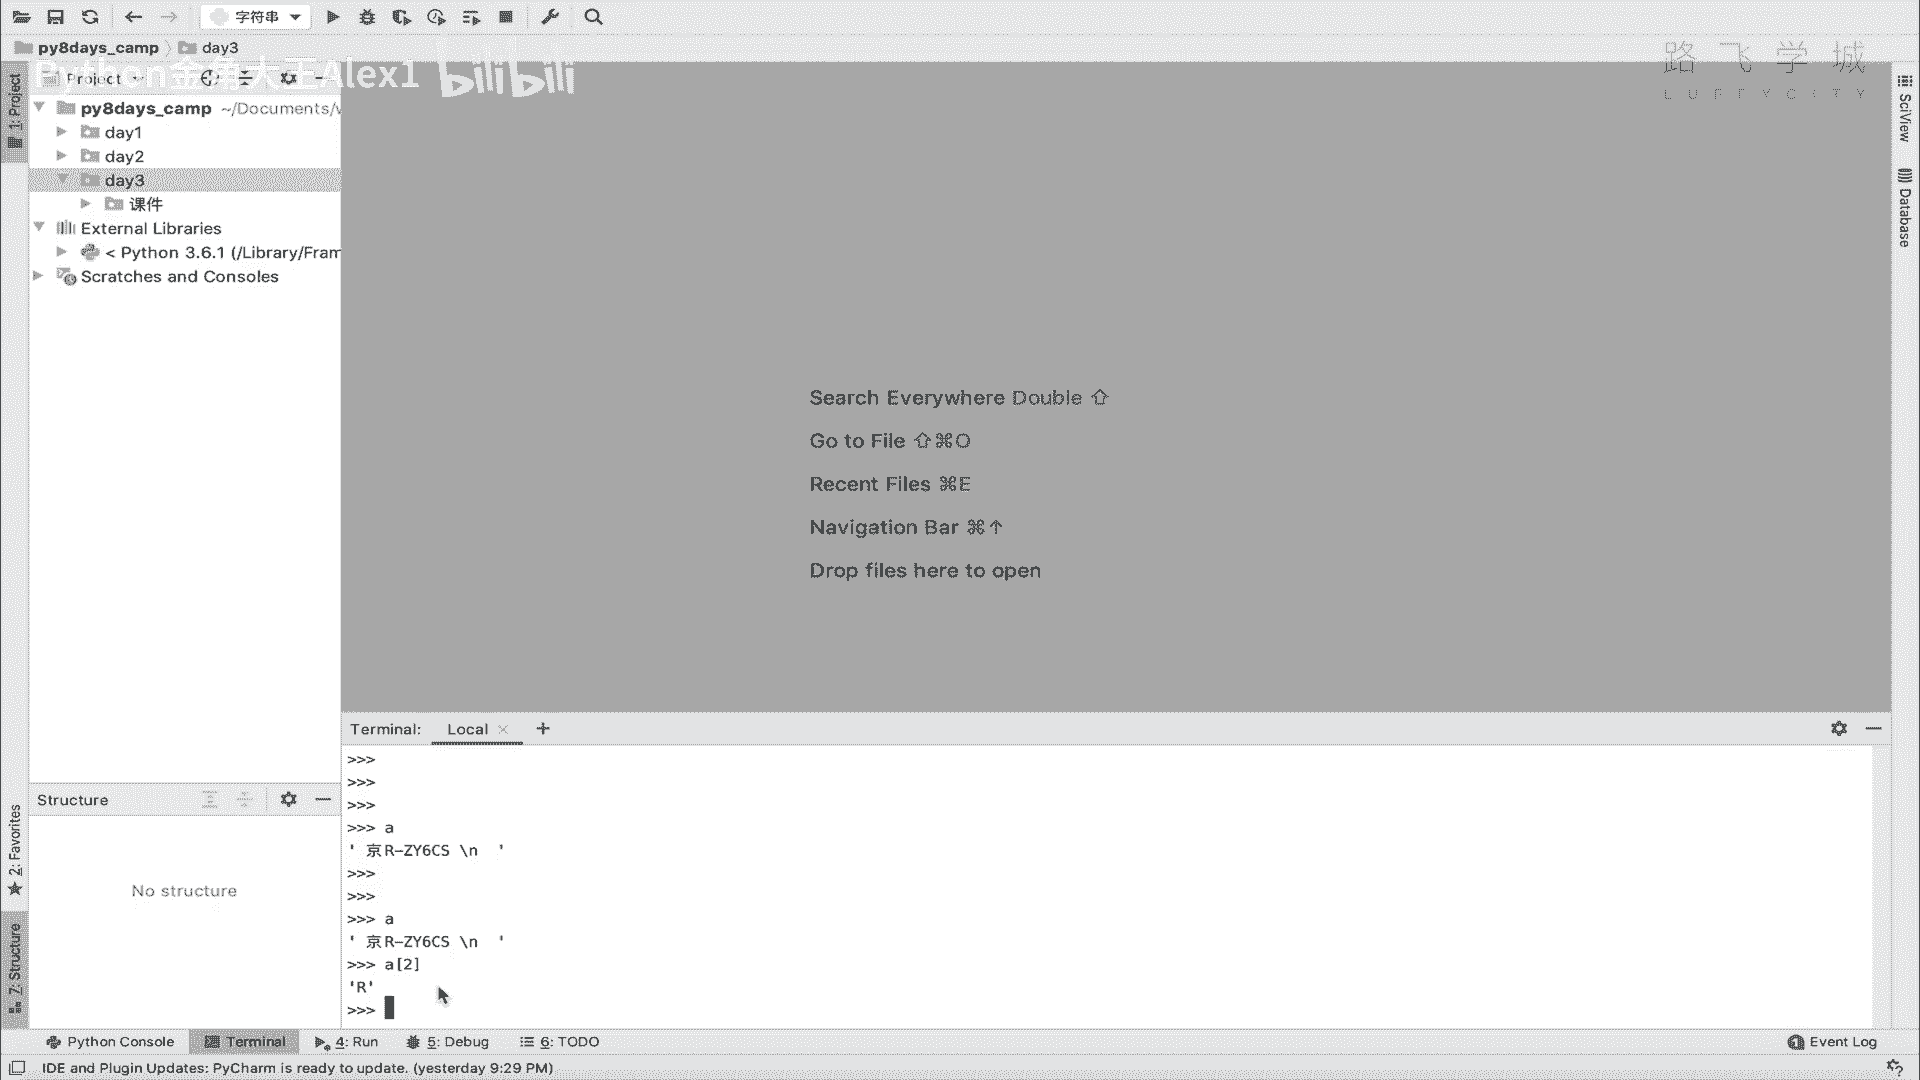 字符串
py8days_camp
day3
Python金角大王Alex1 bilibili
路飞学城
LUFFYCITY
1: Project
Project
py8days_camp ~/Documents/v
day1
day2
day3
课件
External Libraries
< Python 3.6.1 (/Library/Fram
Scratches and Consoles
SciView
Database
Search Everywhere Double ⇧
Go to File ⇧⌘O
Recent Files ⌘E
Navigation Bar ⌘↑
Drop files here to open
Terminal: Local × +
>>>
>>>
>>>
>>> a
' 京R-ZY6CS \n  '
>>>
>>>
>>> a
' 京R-ZY6CS \n  '
>>> a[2]
'R'
>>>
Structure
No structure
2: Favorites
7: Structure
Python Console
Terminal
4: Run
5: Debug
6: TODO
Event Log
IDE and Plugin Updates: PyCharm is ready to update. (yesterday 9:29 PM)